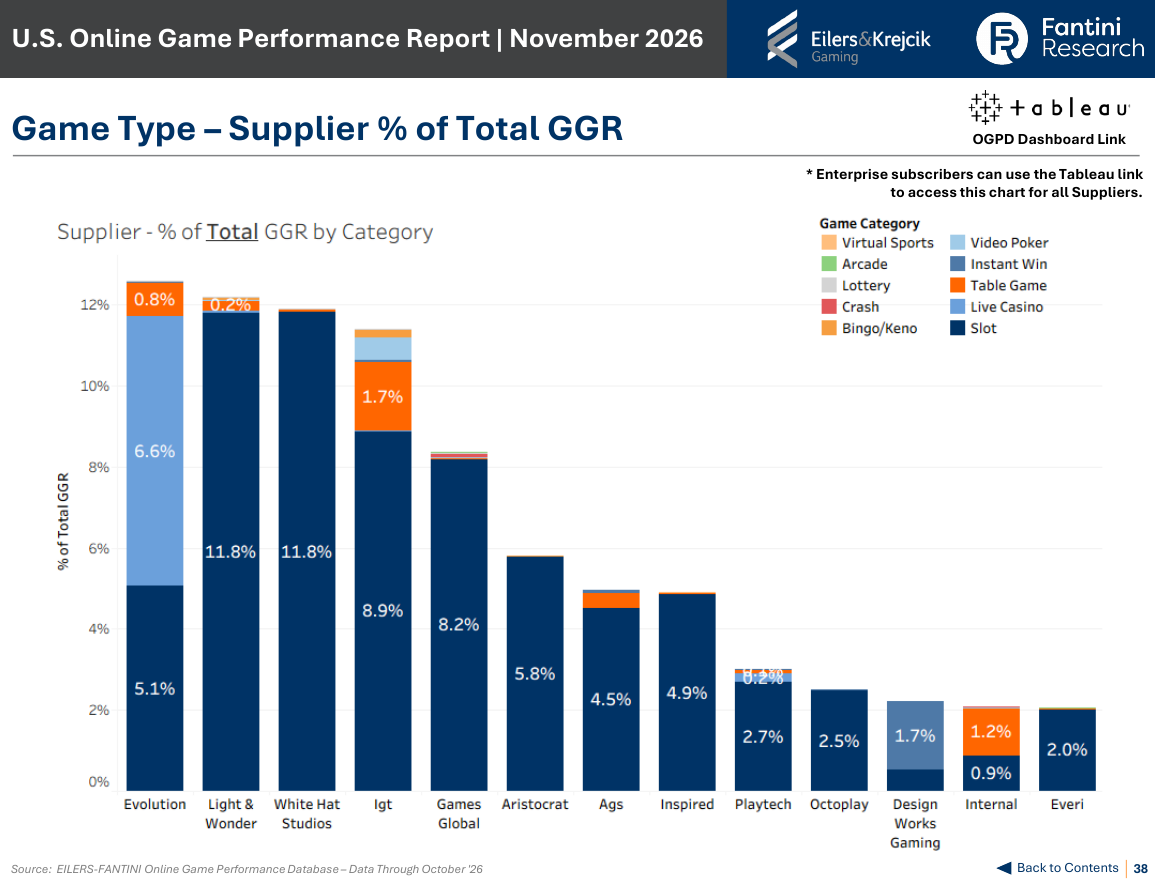 U.S. Online Game Performance Report | November 2026
Eilers&Krejcik
Gaming
Fantini
Research
Game Type – Supplier % of Total GGR
+ableau
OGPD Dashboard Link
* Enterprise subscribers can use the Tableau link
to access this chart for all Suppliers.
Supplier - % of Total GGR by Category
Game Category
Virtual Sports
Video Poker
Arcade
Instant Win
Lottery
Table Game
Crash
Live Casino
Bingo/Keno
Slot
% of Total GGR
12%
10%
8%
6%
4%
2%
0%
0.8%
6.6%
5.1%
0.2%
11.8%
11.8%
1.7%
8.9%
8.2%
5.8%
4.5%
4.9%
0.2%
2.7%
2.5%
1.7%
1.2%
0.9%
2.0%
Evolution
Light &
Wonder
White Hat
Studios
Igt
Games
Global
Aristocrat
Ags
Inspired
Playtech
Octoplay
Design
Works
Gaming
Internal
Everi
Source: EILERS-FANTINI Online Game Performance Database – Data Through October '26
Back to Contents
38